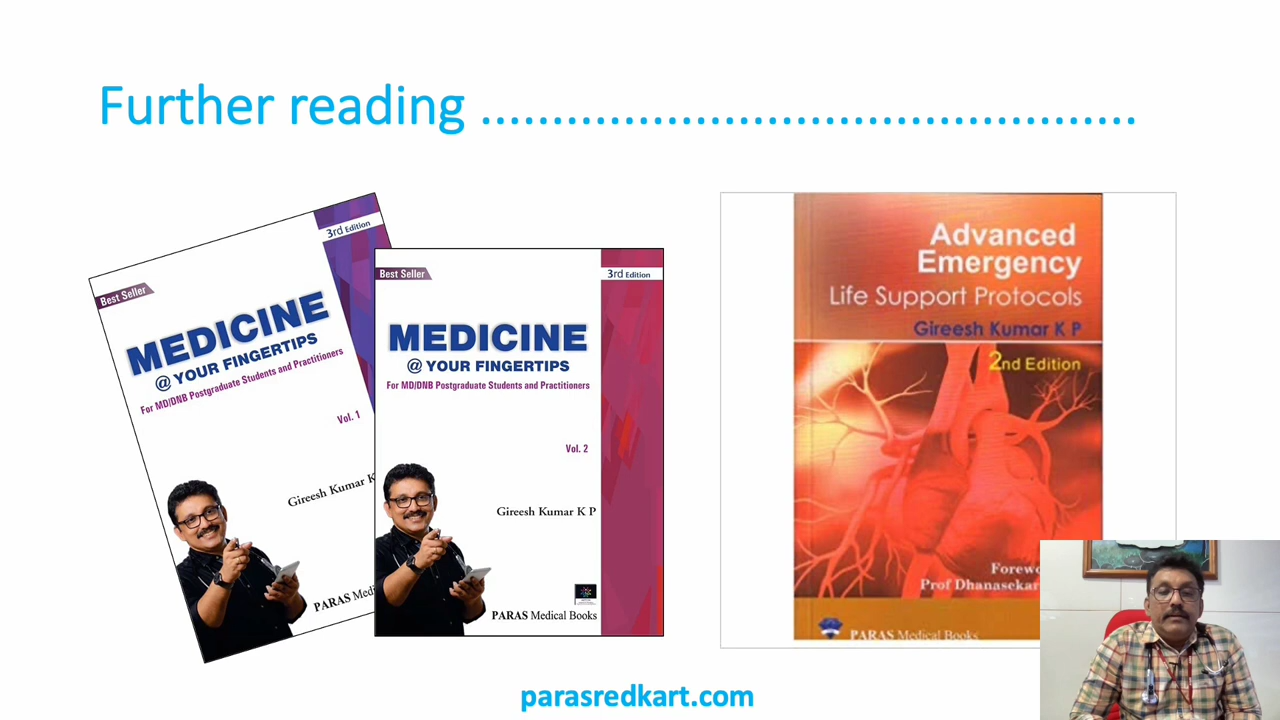 Further reading ..............................................
3rd Edition
Best Seller
MEDICINE
@ YOUR FINGERTIPS
For MD/DNB Postgraduate Students and Practitioners
Vol. 1
Gireesh Kumar K
PARAS Med
3rd Edition
Best Seller
MEDICINE
@ YOUR FINGERTIPS
For MD/DNB Postgraduate Students and Practitioners
Vol. 2
Gireesh Kumar K P
PARAS Medical Books
Advanced
Emergency
Life Support Protocols
Gireesh Kumar K P
2nd Edition
Forewo
Prof Dhanasekar
PARAS Medical Books
parasredkart.com